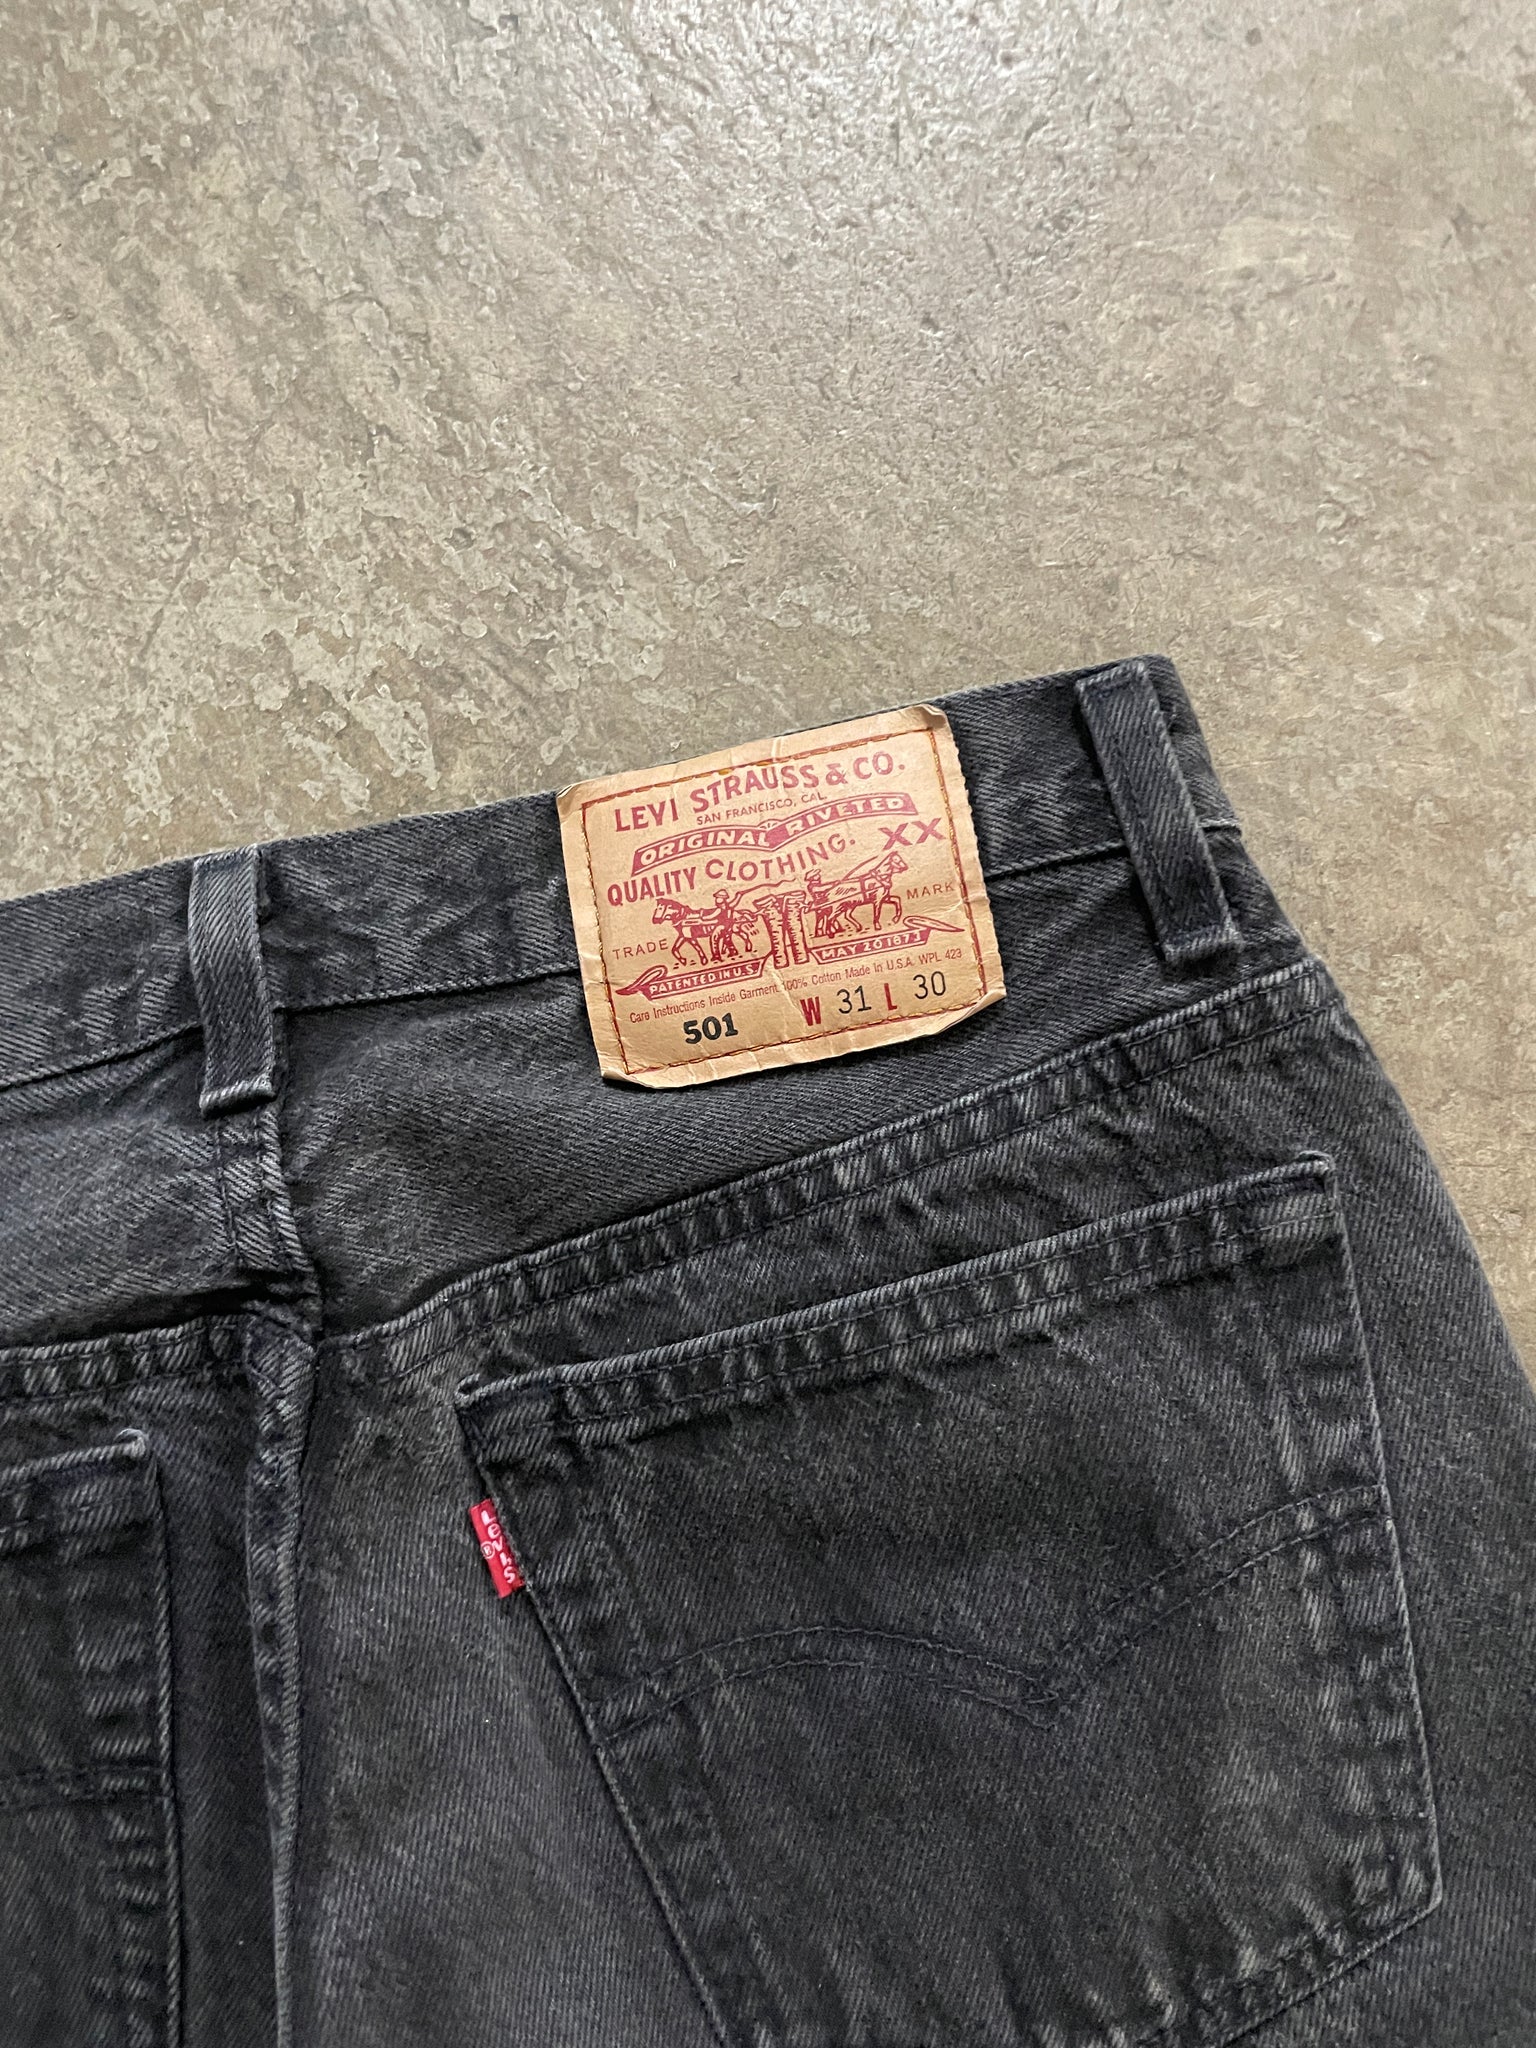 LEVI STRAUSS & CO.
SAN FRANCISCO, CAL.
ORIGINAL RIVETED
QUALITY CLOTHING. XX
TRADE MARK
PATENTED IN U.S. MAY 20 1873
Care Instructions Inside Garment 100% Cotton Made in U.S.A. WPL 423
501 W 31 L 30
Levi's ®